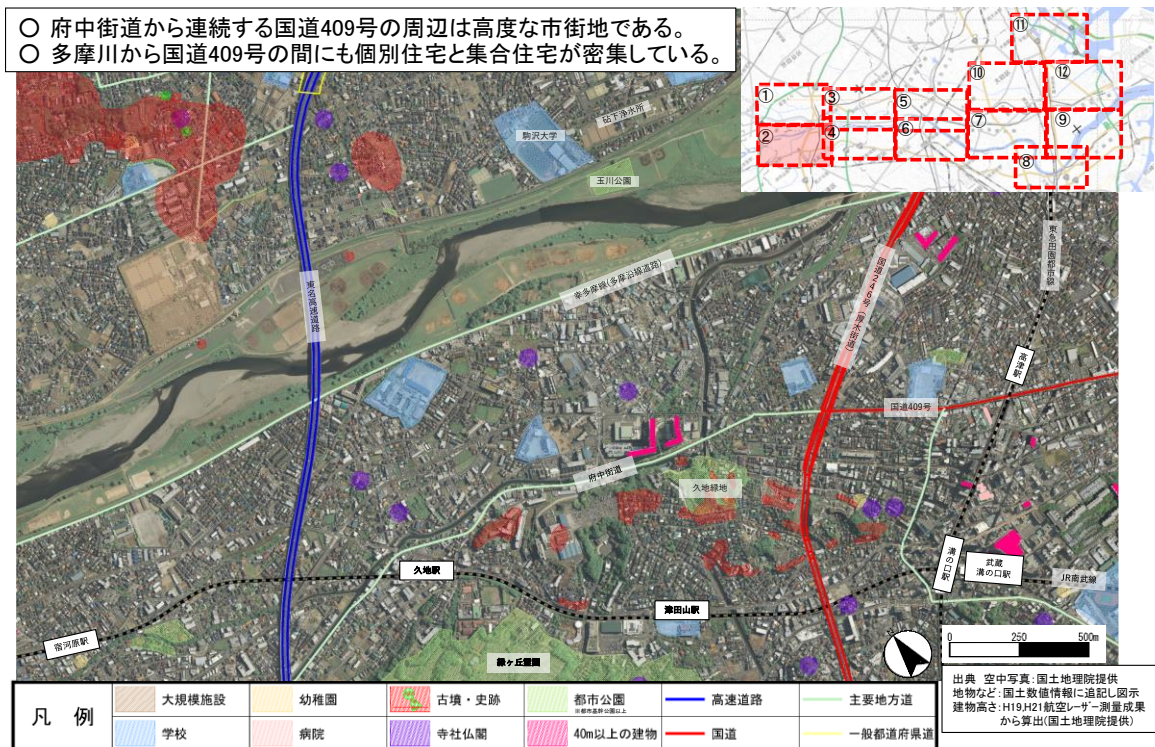 ○ 府中街道から連続する国道409号の周辺は高度な市街地である。
○ 多摩川から国道409号の間にも個別住宅と集合住宅が密集している。
①
②
③
④
⑤
⑥
⑦
⑧
⑨
⑩
⑪
⑫
砧下浄水所
駒沢大学
玉川公園
東名高速道路
幸多摩線(多摩沿線道路)
国道246号(厚木街道)
東急田園都市線
高津駅
国道409号
府中街道
久地緑地
久地駅
津田山駅
溝の口駅
武蔵
溝の口駅
JR南武線
宿河原駅
緑ヶ丘霊園
0 250 500m
凡 例
大規模施設
幼稚園
古墳・史跡
都市公園
※都市基幹公園以上
高速道路
主要地方道
学校
病院
寺社仏閣
40m以上の建物
国道
一般都道府県道
出典 空中写真:国土地理院提供
地物など:国土数値情報に追記し図示
建物高さ:H19,H21航空レーザー測量成果
から算出(国土地理院提供)